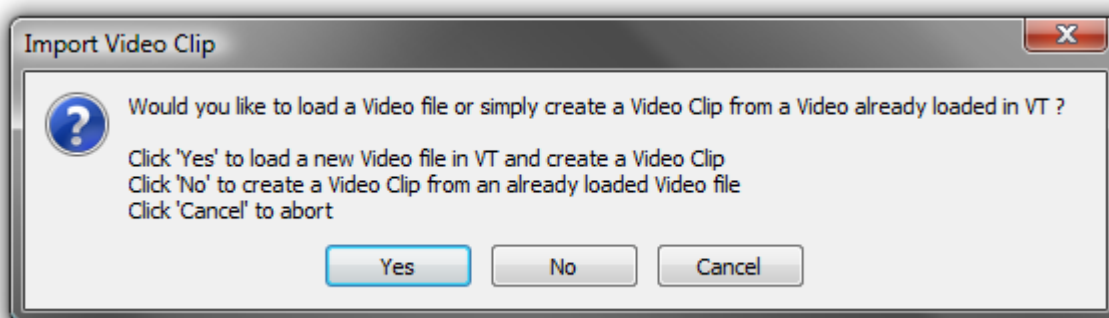 Import Video Clip
Would you like to load a Video file or simply create a Video Clip from a Video already loaded in VT ?
Click 'Yes' to load a new Video file in VT and create a Video Clip
Click 'No' to create a Video Clip from an already loaded Video file
Click 'Cancel' to abort
Yes No Cancel